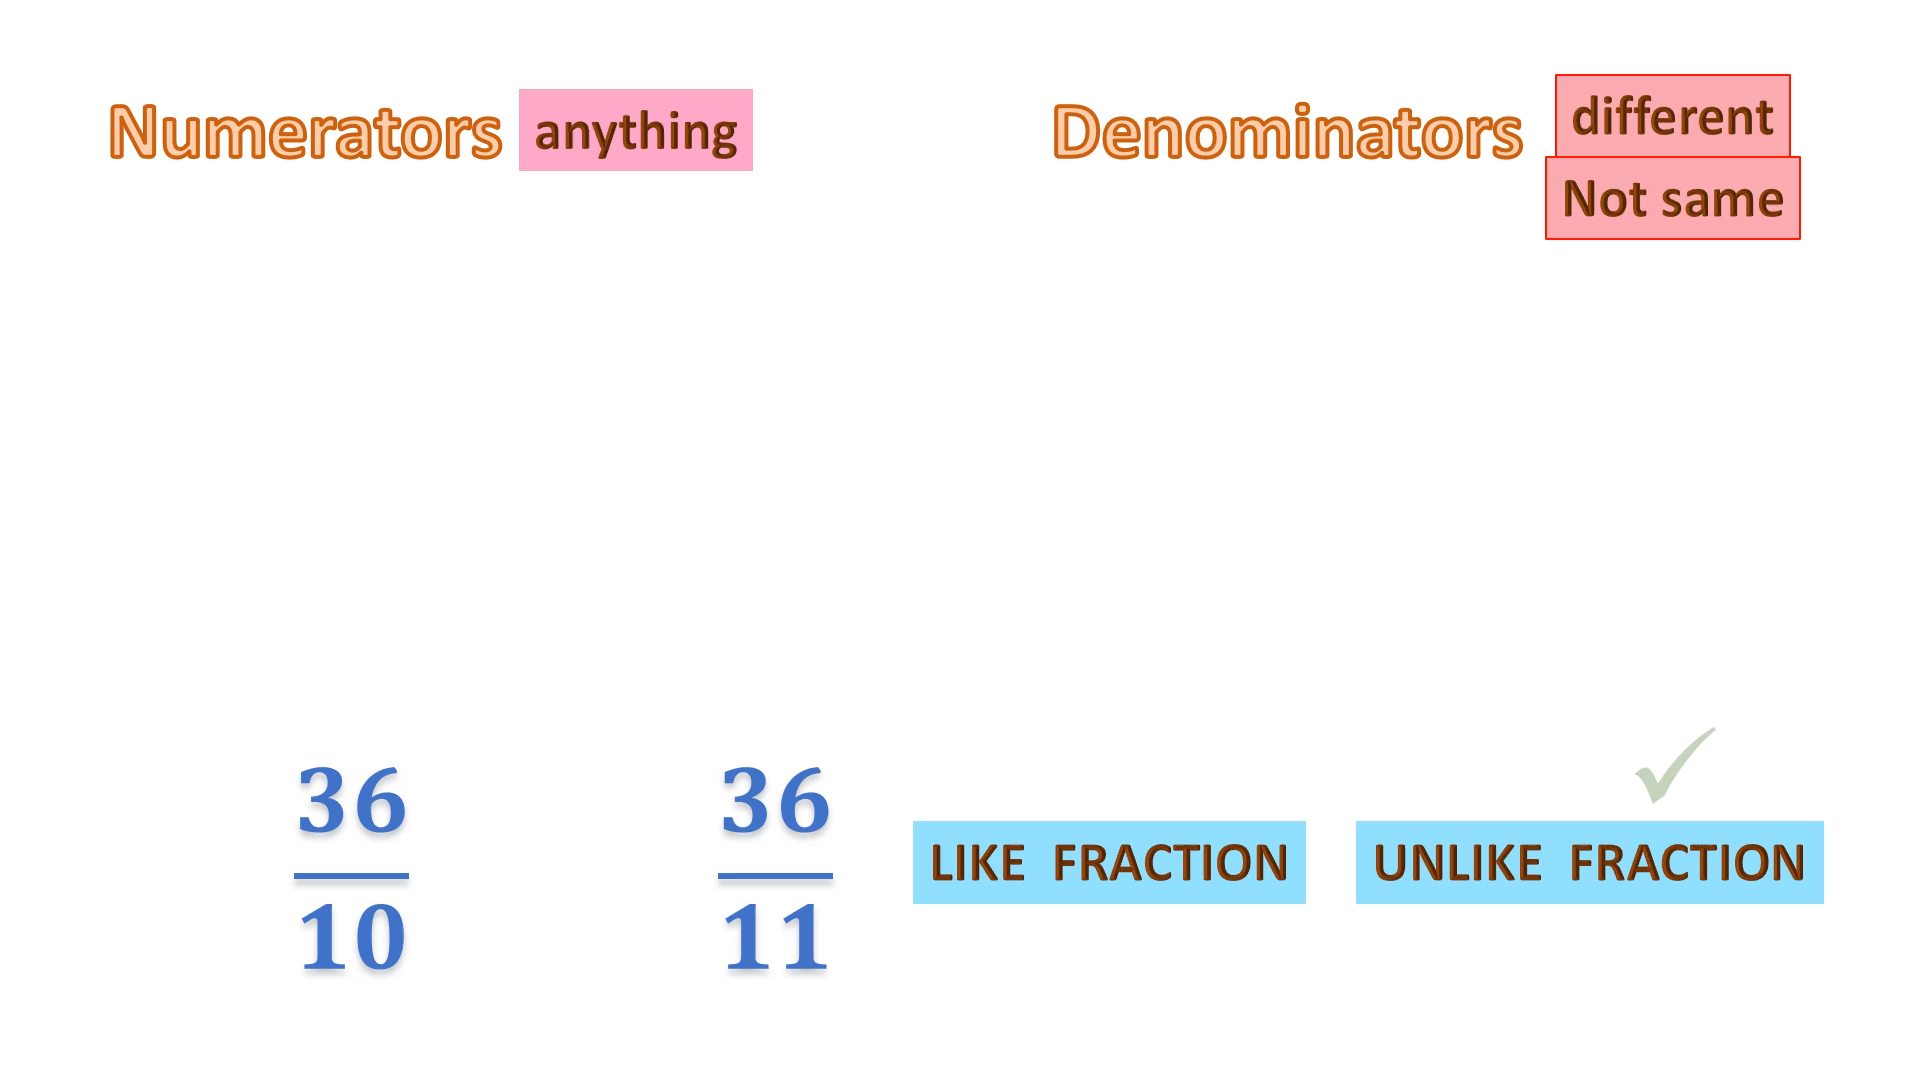 Numerators anything
Denominators different
Not same
36
10
36
11
LIKE FRACTION
UNLIKE FRACTION